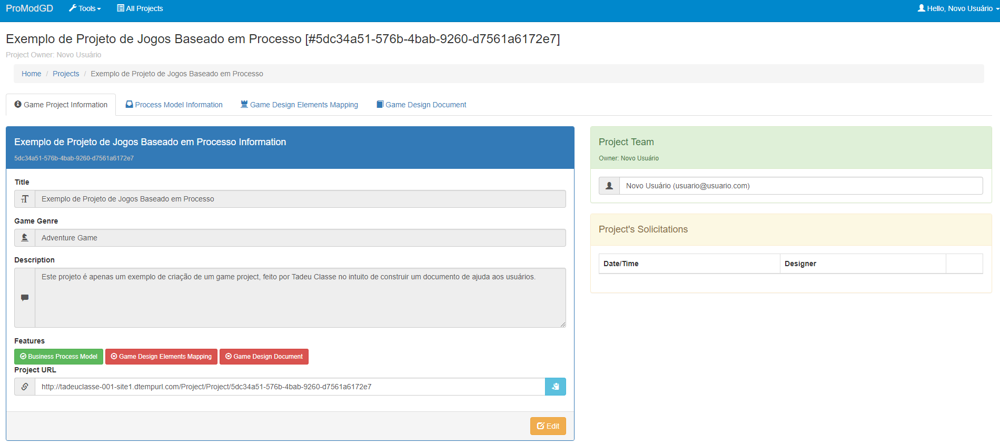 ProModGD Tools All Projects Hello, Novo Usuário
Exemplo de Projeto de Jogos Baseado em Processo [#5dc34a51-576b-4bab-9260-d7561a6172e7]
Project Owner: Novo Usuário
Home / Projects / Exemplo de Projeto de Jogos Baseado em Processo
Game Project Information Process Model Information Game Design Elements Mapping Game Design Document
Exemplo de Projeto de Jogos Baseado em Processo Information
5dc34a51-576b-4bab-9260-d7561a6172e7
Title
Exemplo de Projeto de Jogos Baseado em Processo
Game Genre
Adventure Game
Description
Este projeto é apenas um exemplo de criação de um game project, feito por Tadeu Classe no intuito de construir um documento de ajuda aos usuários.
Features
Business Process Model Game Design Elements Mapping Game Design Document
Project URL
http://tadeuclasse-001-site1.dtempurl.com/Project/Project/5dc34a51-576b-4bab-9260-d7561a6172e7
Edit
Project Team
Owner: Novo Usuário
Novo Usuário (usuario@usuario.com)
Project's Solicitations
Date/Time Designer